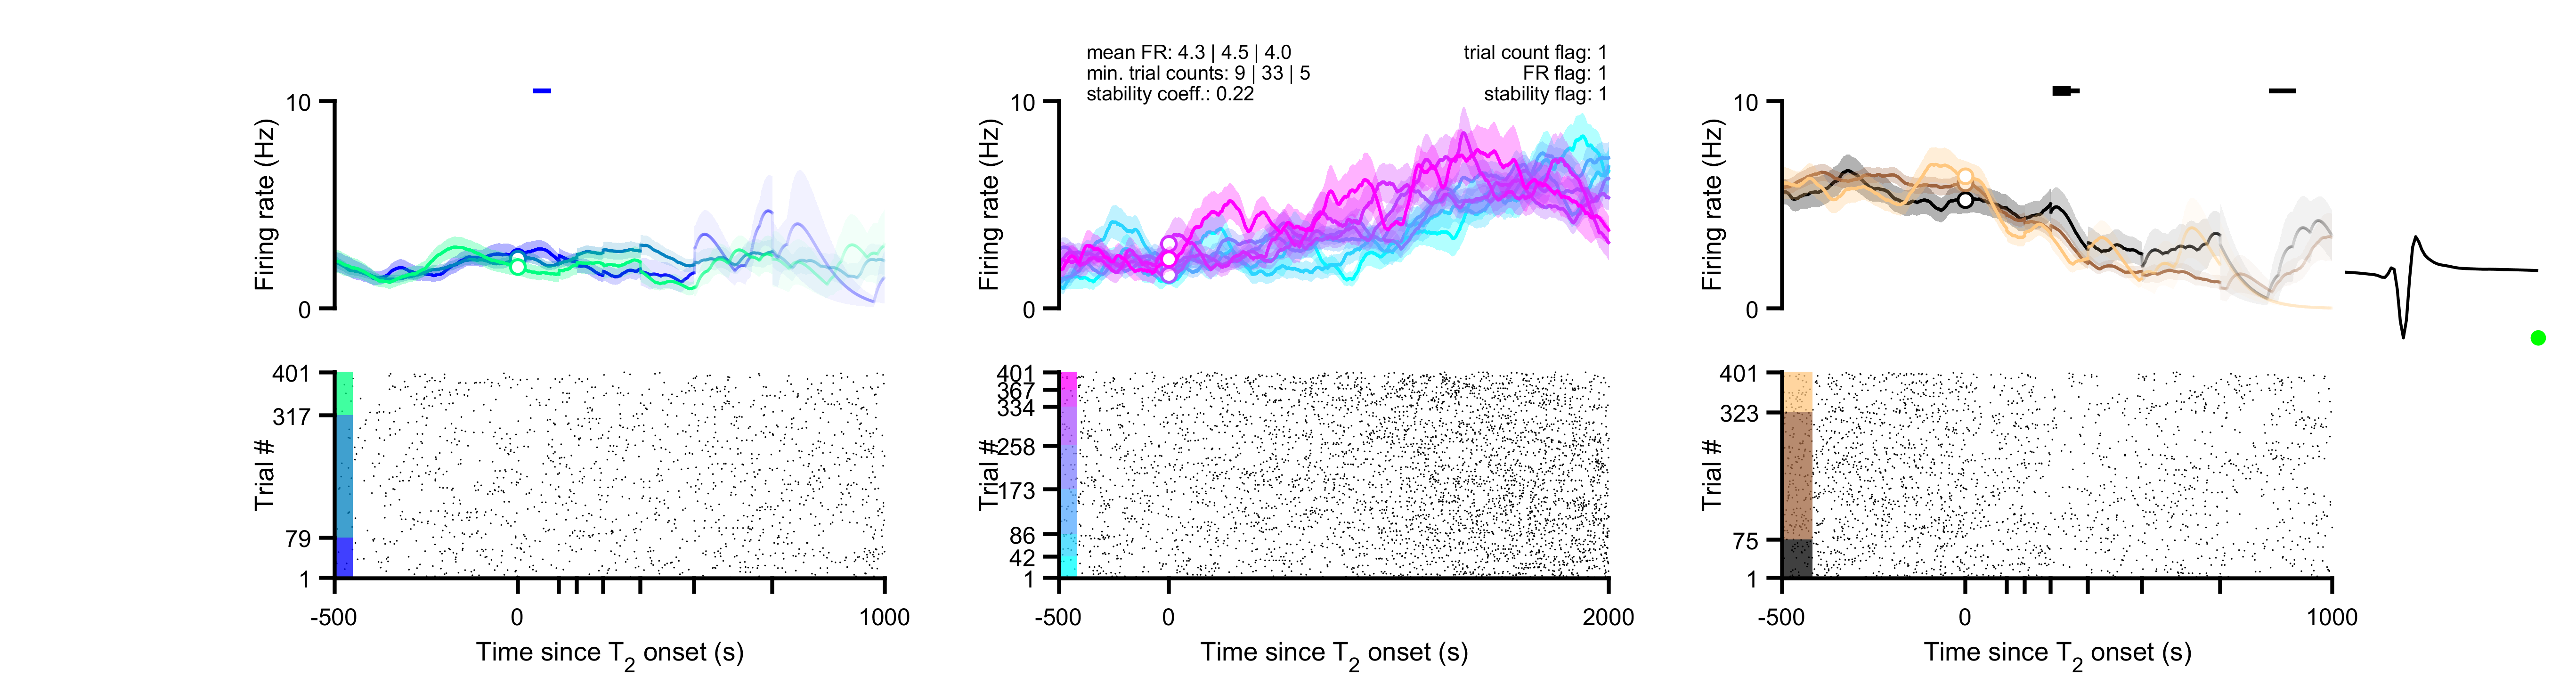 mean FR: 4.3 | 4.5 | 4.0
min. trial counts: 9 | 33 | 5
stability coeff.: 0.22
trial count flag: 1
FR flag: 1
stability flag: 1
10
Firing rate (Hz)
0
10
Firing rate (Hz)
0
10
Firing rate (Hz)
0
401
317
79
1
Trial #
-500
0
1000
Time since T2 onset (s)
401
367
334
258
173
86
42
1
Trial #
-500
0
2000
Time since T2 onset (s)
401
323
75
1
Trial #
-500
0
1000
Time since T2 onset (s)